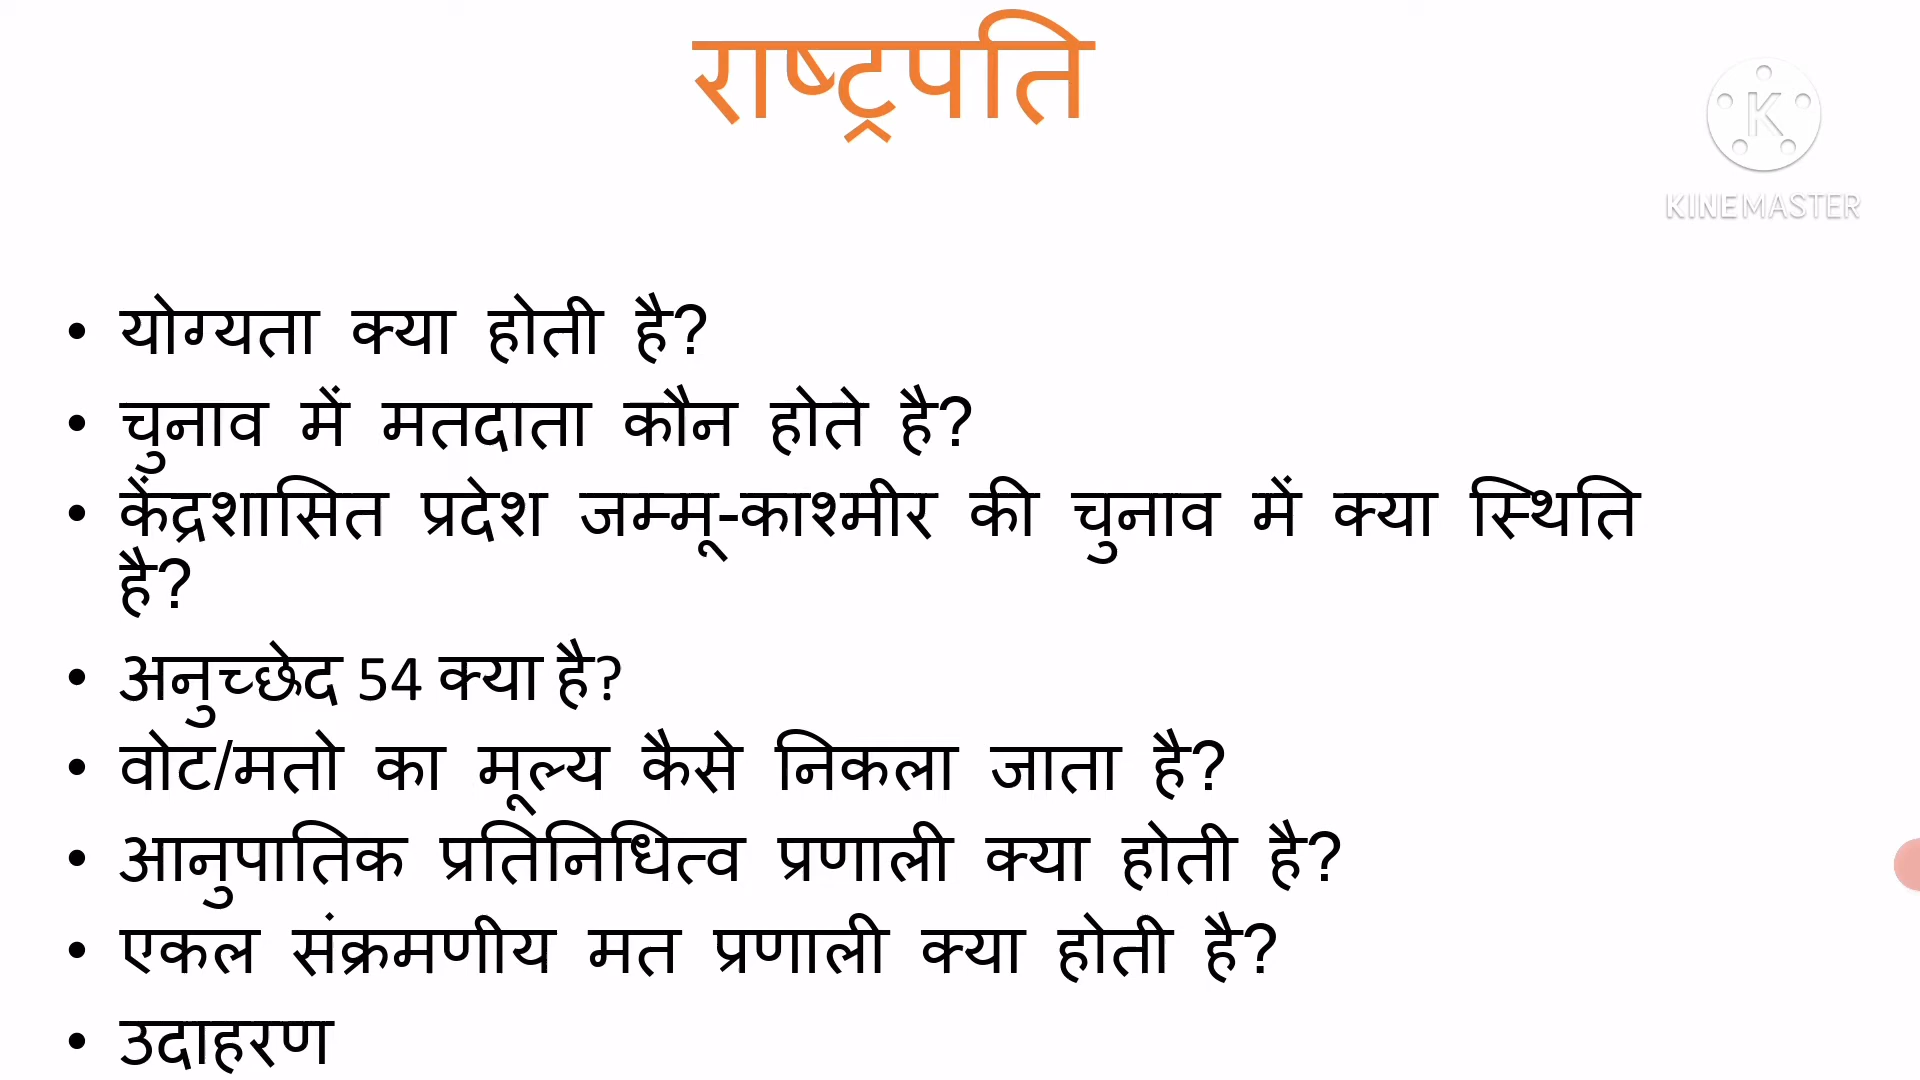 राष्ट्रपति
KINEMASTER
• योग्यता क्या होती है?
• चुनाव में मतदाता कौन होते है?
• केंद्रशासित प्रदेश जम्मू-काश्मीर की चुनाव में क्या स्थिति
है?
• अनुच्छेद 54 क्या है?
• वोट/मतो का मूल्य कैसे निकला जाता है?
• आनुपातिक प्रतिनिधित्व प्रणाली क्या होती है?
• एकल संक्रमणीय मत प्रणाली क्या होती है?
• उदाहरण